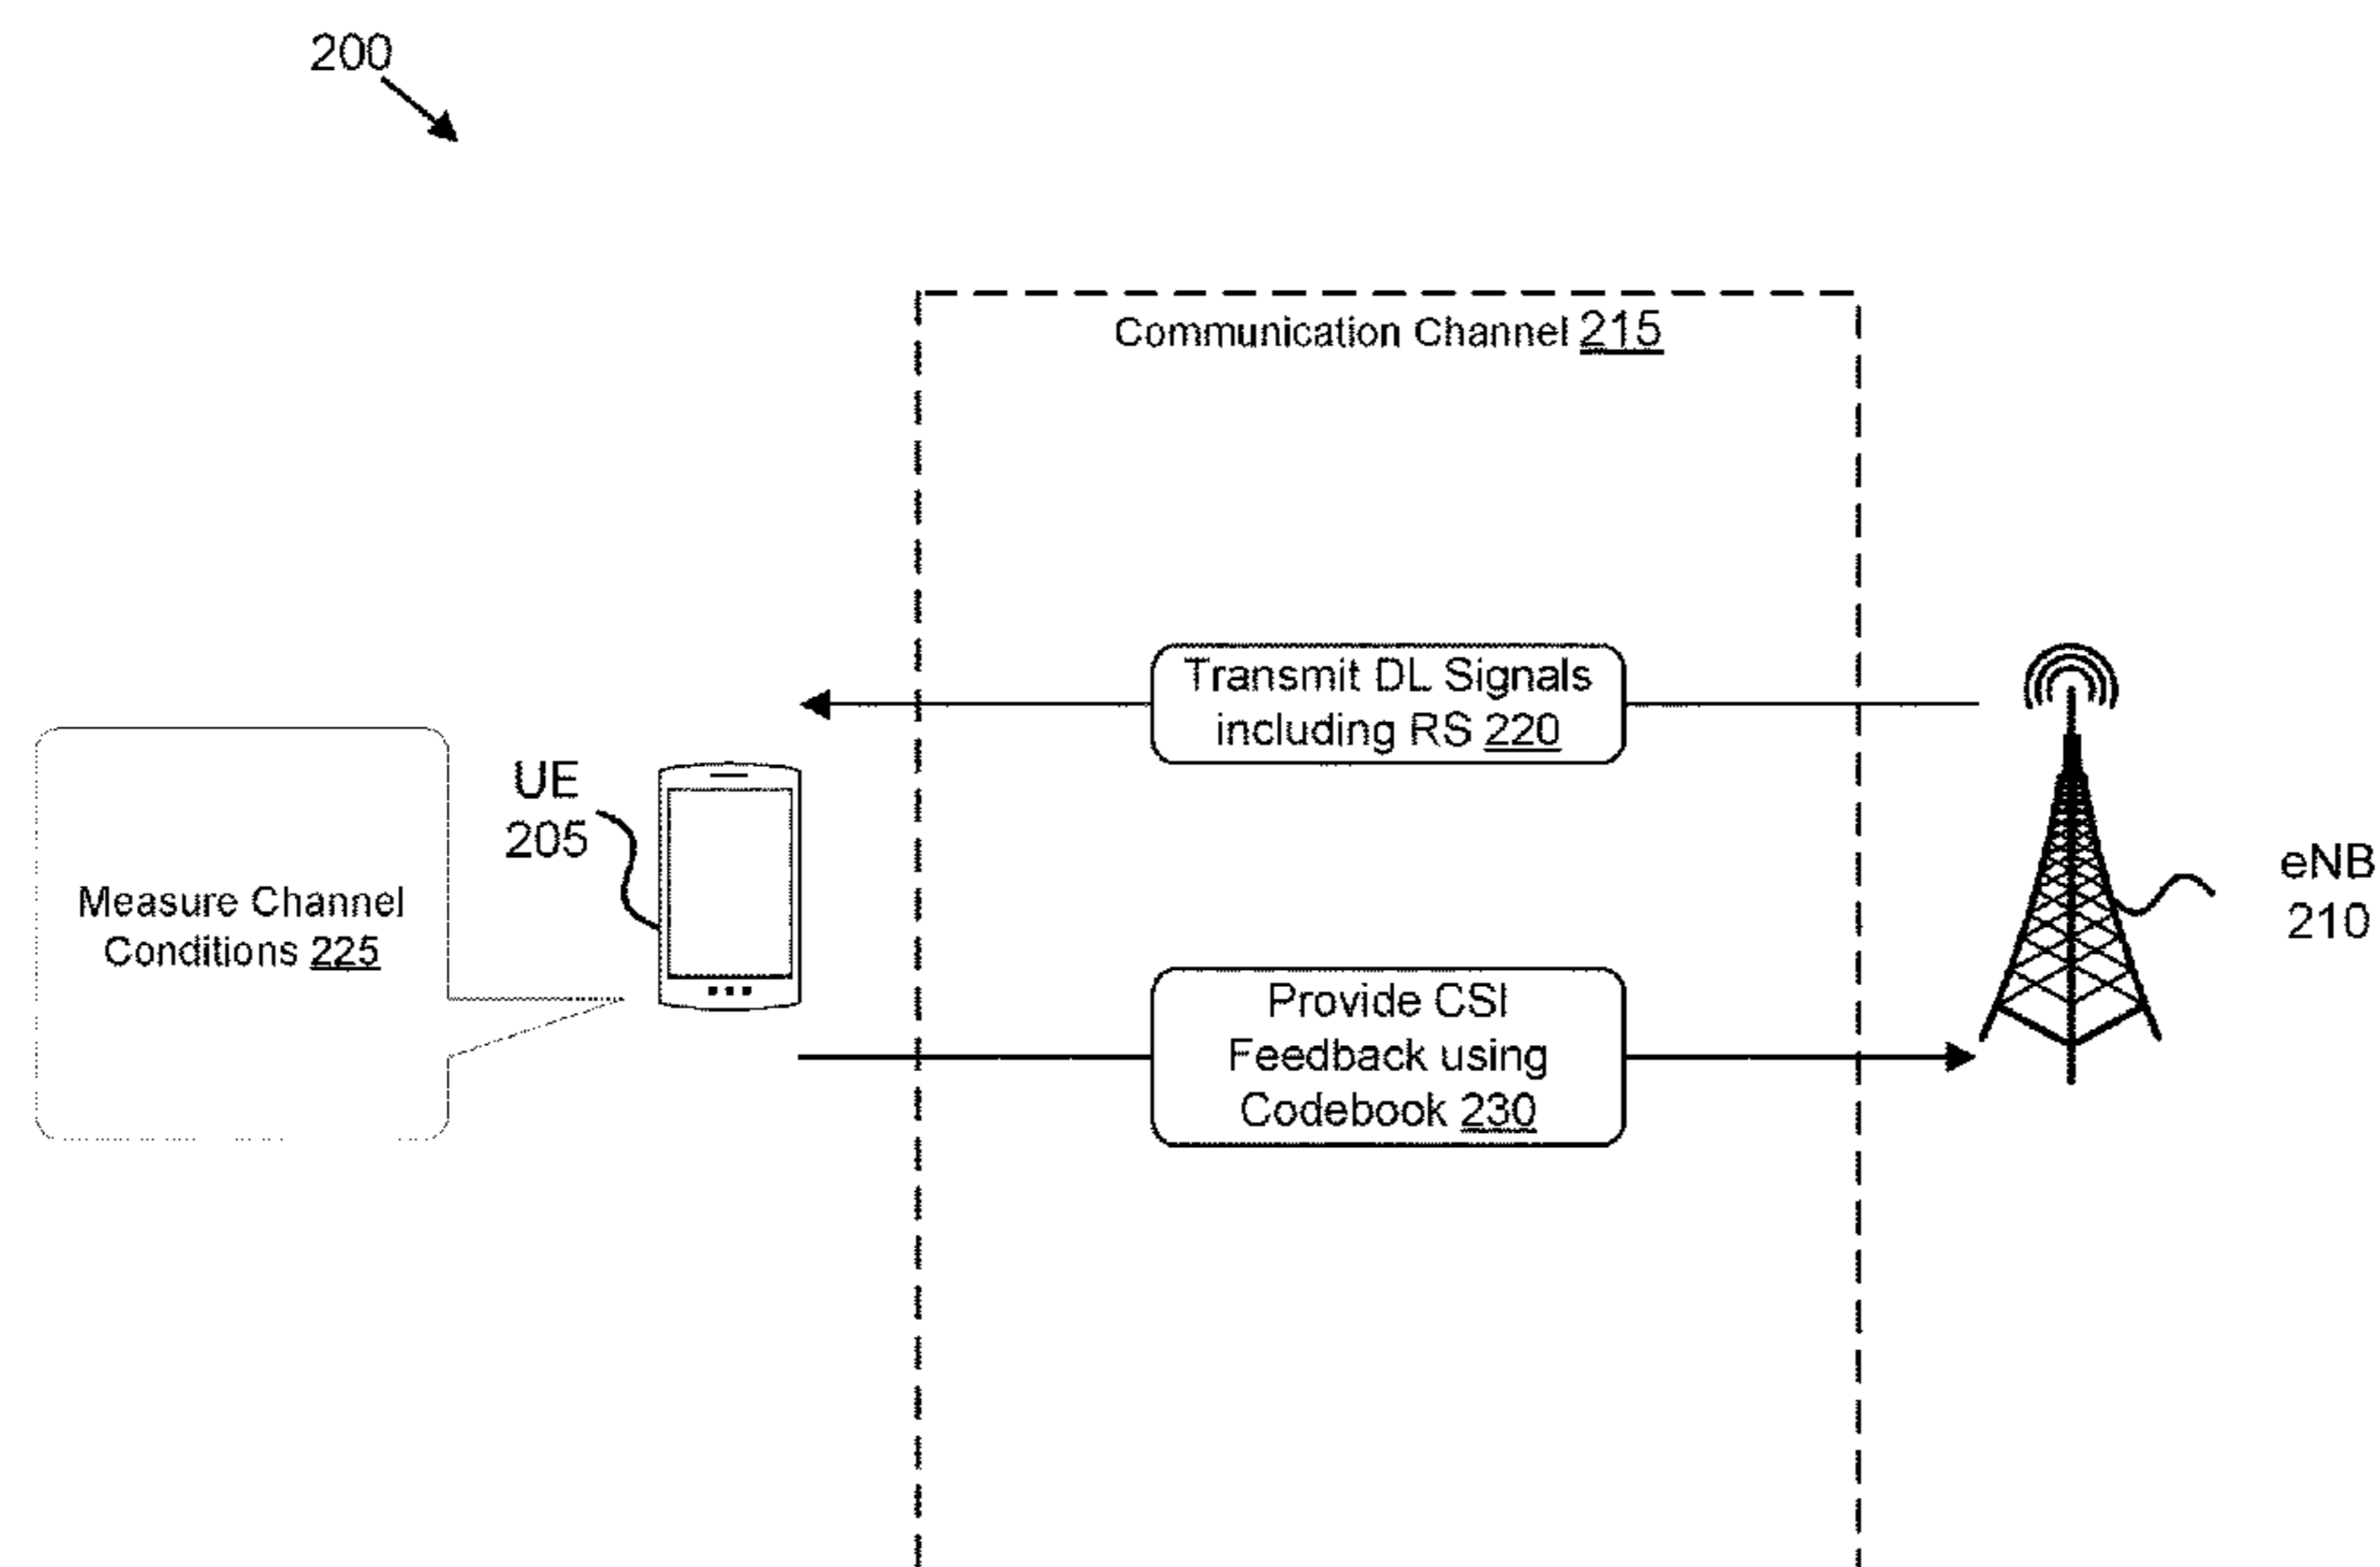 200
Communication Channel 215
Transmit DL Signals
including RS 220
UE
205
Measure Channel
Conditions 225
eNB
210
Provide CSI
Feedback using
Codebook 230